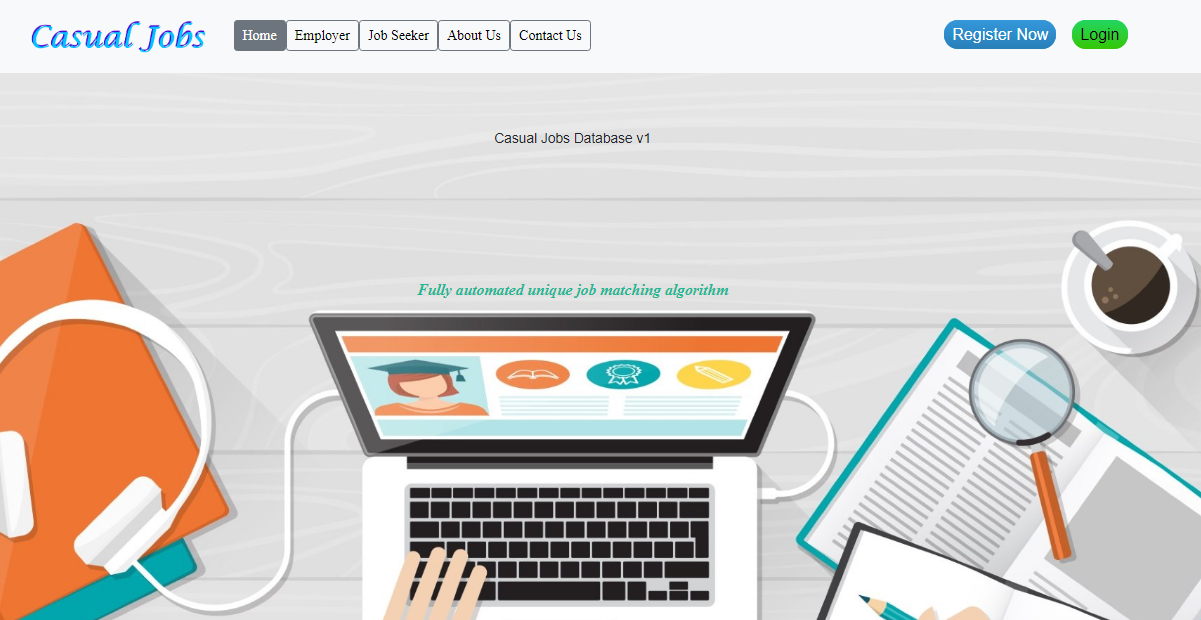 Casual Jobs
Home Employer Job Seeker About Us Contact Us Register Now Login
Casual Jobs Database v1
Fully automated unique job matching algorithm